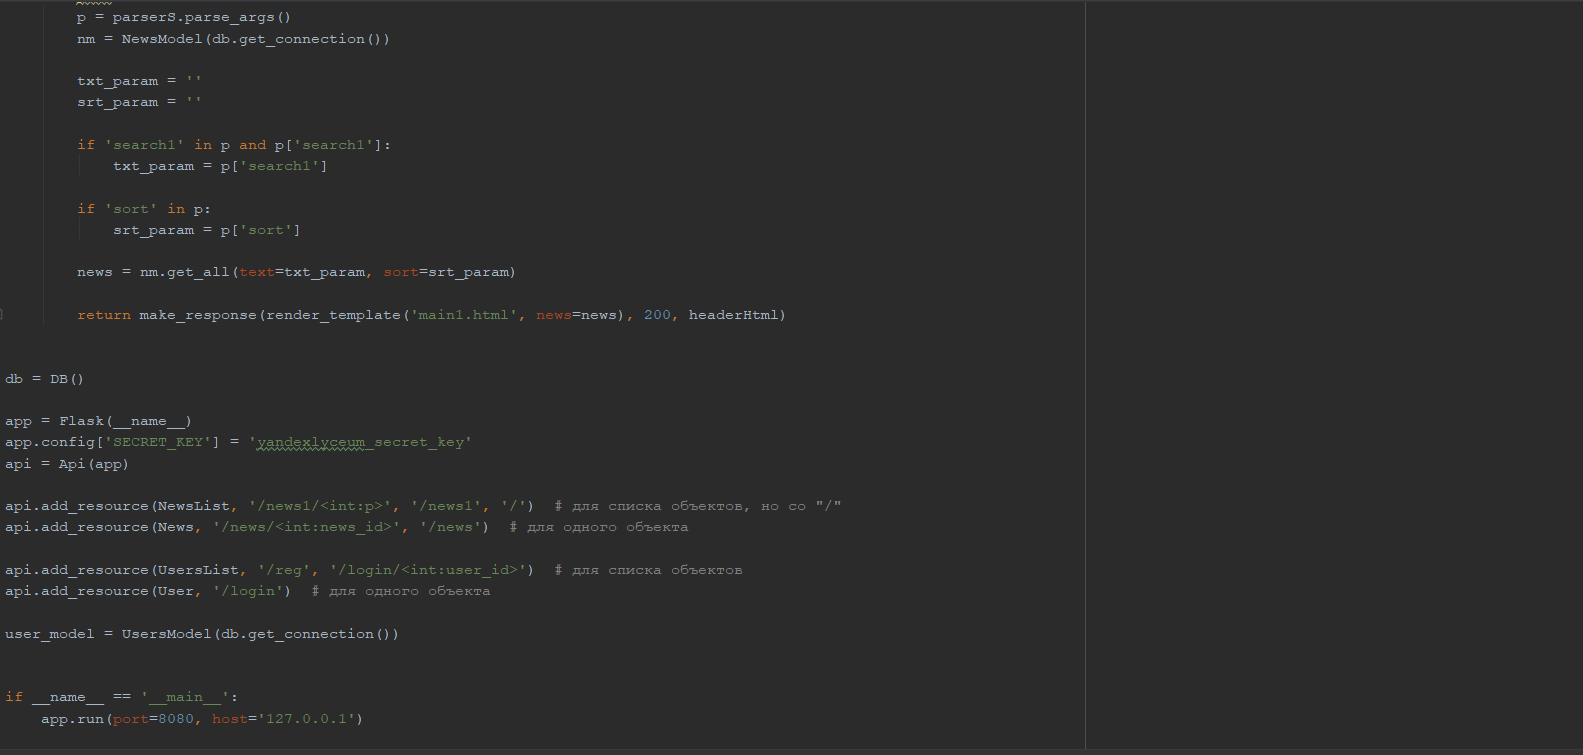 p = parserS.parse_args()
nm = NewsModel(db.get_connection())
txt_param = ''
srt_param = ''
if 'search1' in p and p['search1']:
txt_param = p['search1']
if 'sort' in p:
srt_param = p['sort']
news = nm.get_all(text=txt_param, sort=srt_param)
return make_response(render_template('main1.html', news=news), 200, headerHtml)
db = DB()
app = Flask(__name__)
app.config['SECRET_KEY'] = 'yandexlyceum_secret_key'
api = Api(app)
api.add_resource(NewsList, '/news1/<int:p>', '/news1', '/')  # для списка объектов, но со "/"
api.add_resource(News, '/news/<int:news_id>', '/news')  # для одного объекта
api.add_resource(UsersList, '/reg', '/login/<int:user_id>')  # для списка объектов
api.add_resource(User, '/login')  # для одного объекта
user_model = UsersModel(db.get_connection())
if __name__ == '__main__':
app.run(port=8080, host='127.0.0.1')